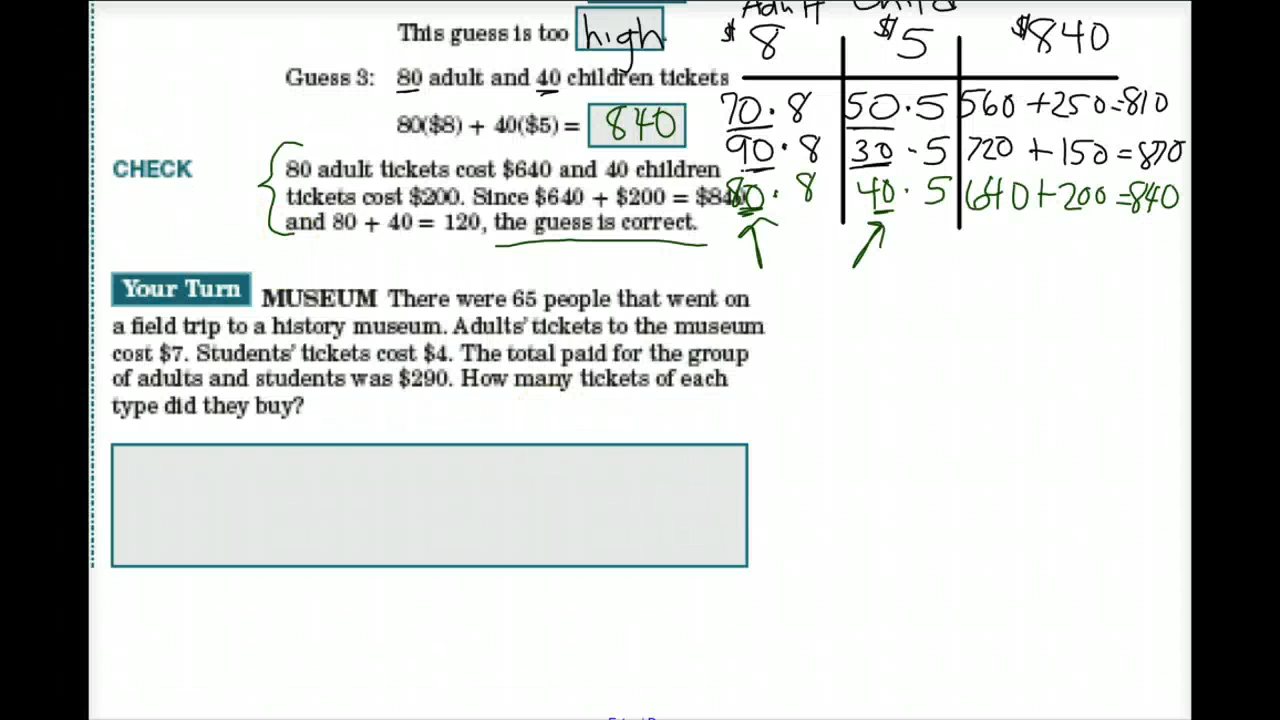 Adult Child
$8 $5 $840
This guess is too high.
Guess 3: 80 adult and 40 children tickets
80($8) + 40($5) = 840
70 · 8 50 · 5 560 + 250 = 810
90 · 8 30 · 5 720 + 150 = 870
80 · 8 40 · 5 640 + 200 = 840
CHECK
80 adult tickets cost $640 and 40 children
tickets cost $200. Since $640 + $200 = $840
and 80 + 40 = 120, the guess is correct.
Your Turn MUSEUM There were 65 people that went on
a field trip to a history museum. Adults' tickets to the museum
cost $7. Students' tickets cost $4. The total paid for the group
of adults and students was $290. How many tickets of each
type did they buy?